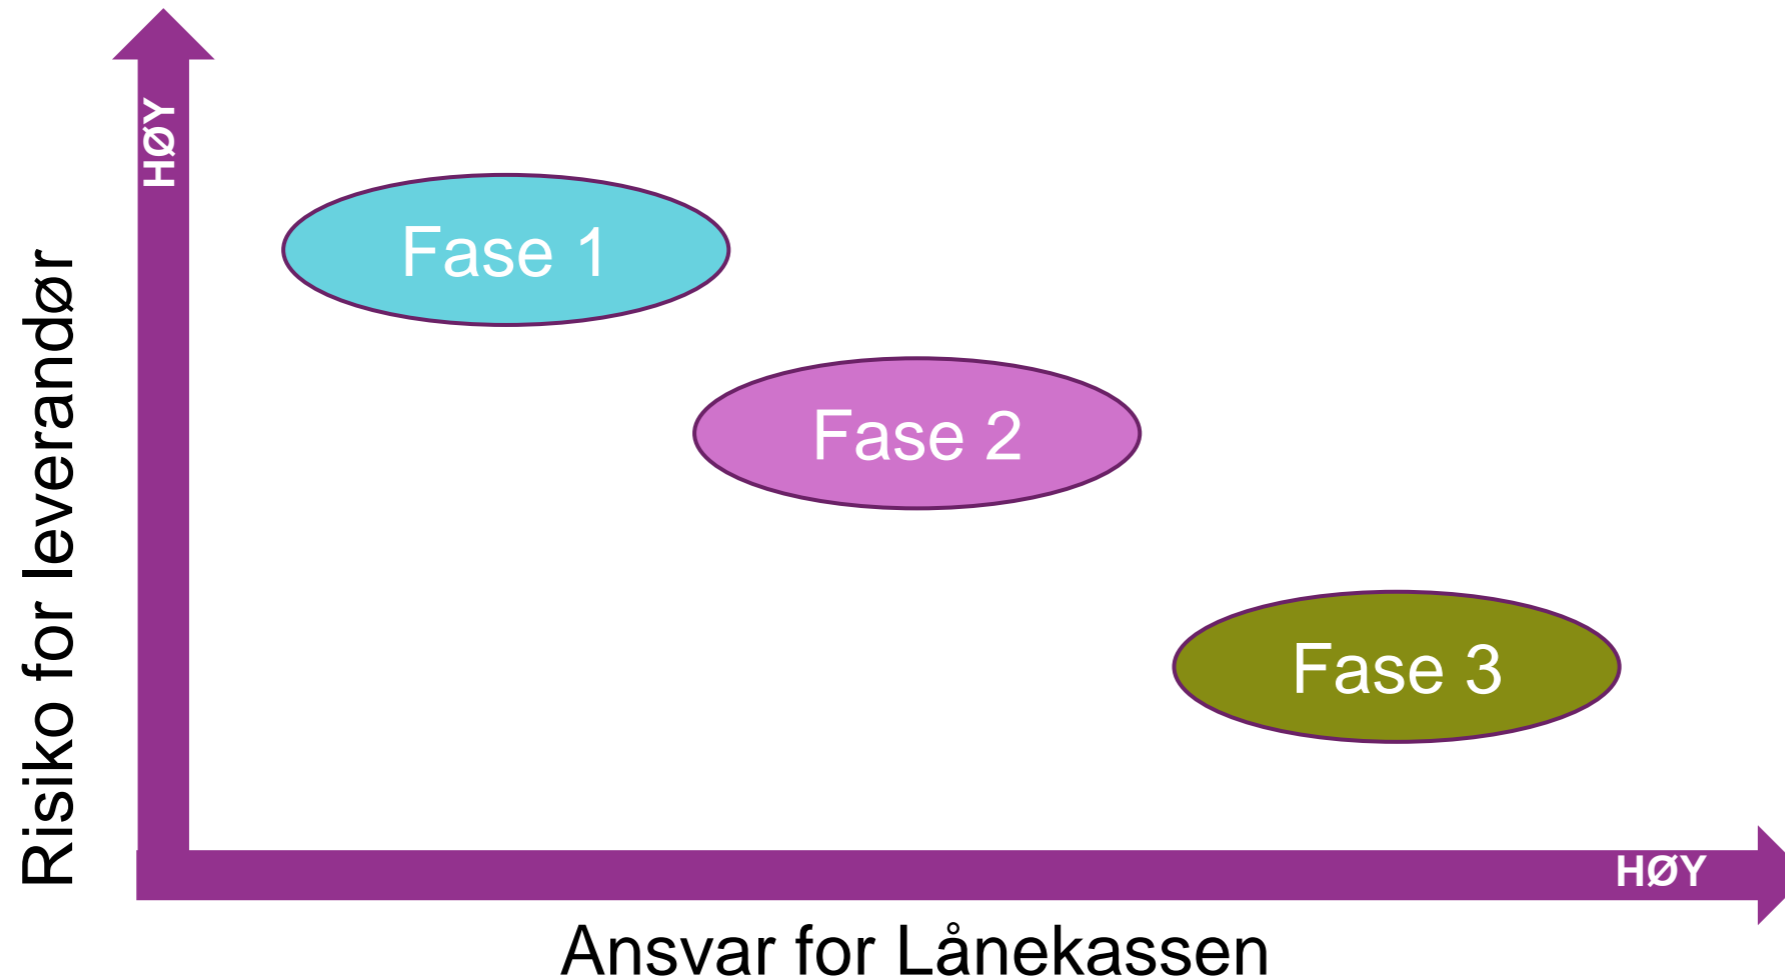 HØY
Risiko for leverandør
Fase 1
Fase 2
Fase 3
HØY
Ansvar for Lånekassen